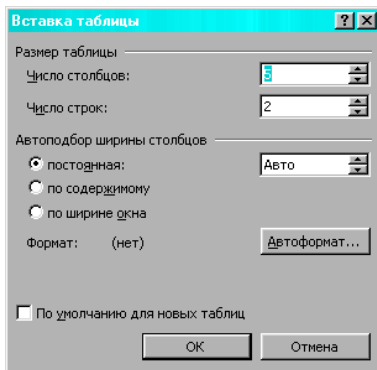 Вставка таблицы
Размер таблицы
Число столбцов: 5
Число строк: 2
Автоподбор ширины столбцов
постоянная: Авто
по содержимому
по ширине окна
Формат: (нет) Автоформат...
По умолчанию для новых таблиц
ОК Отмена